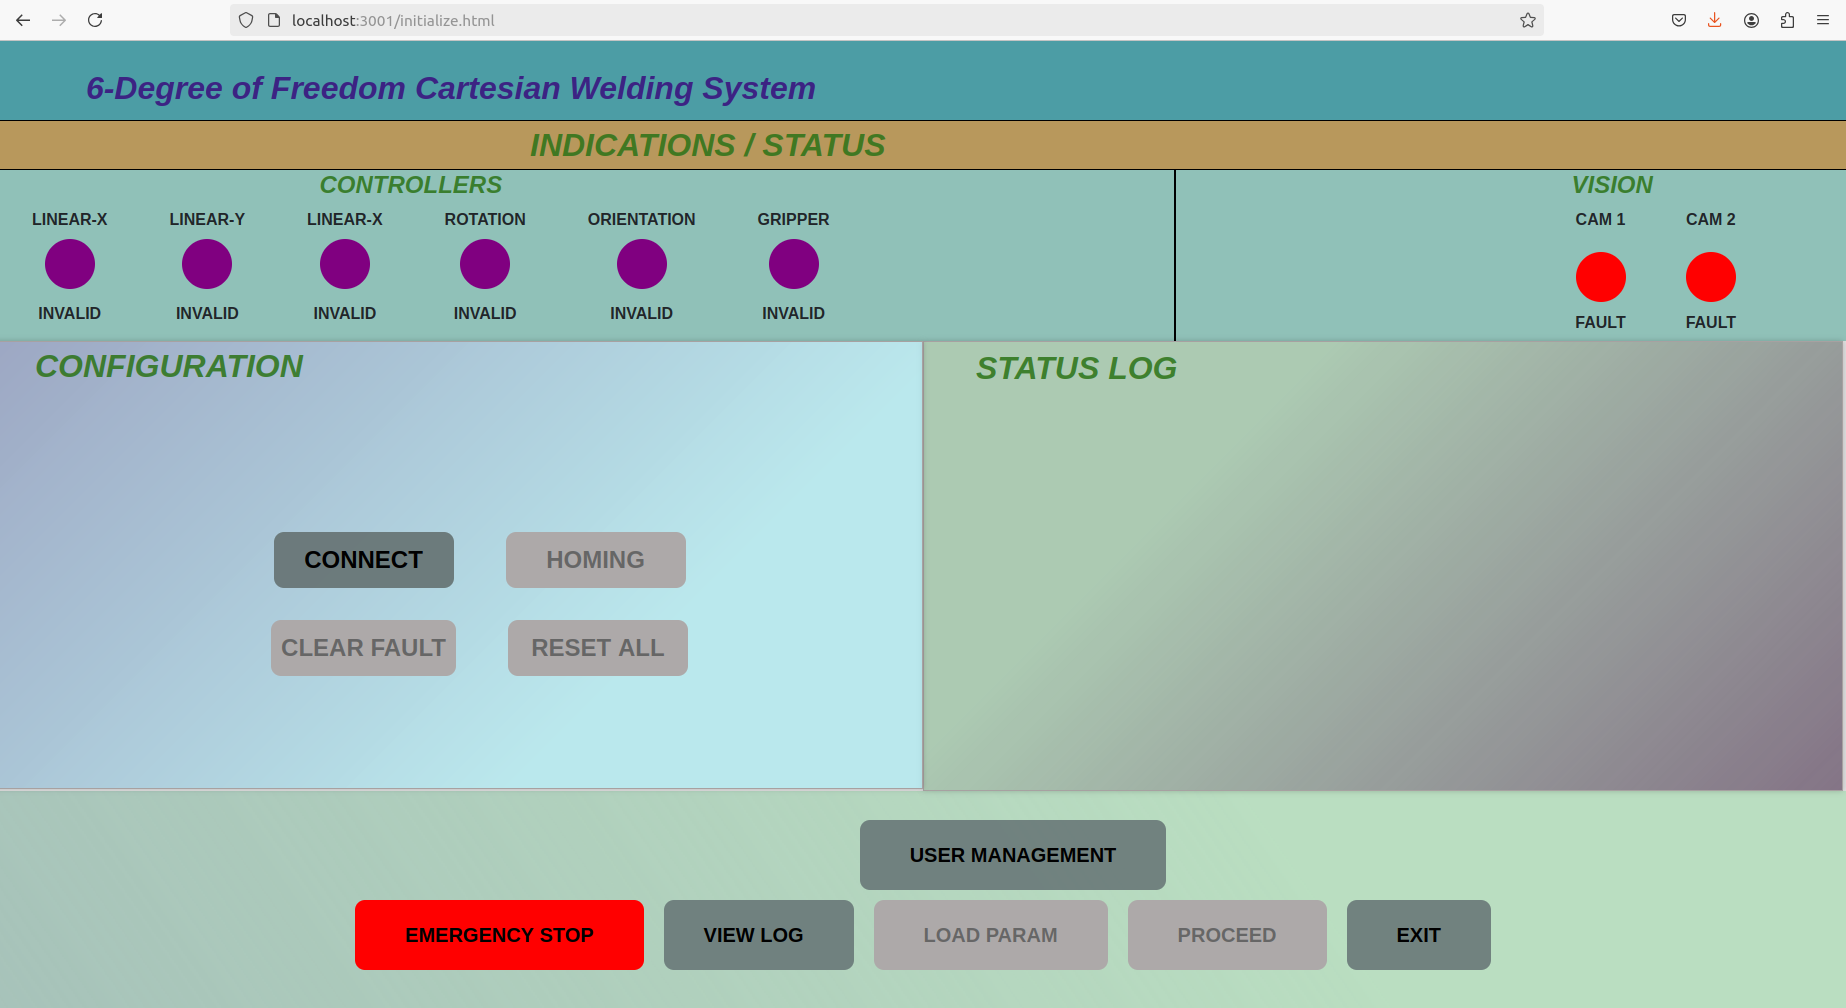 localhost:3001/initialize.html
6-Degree of Freedom Cartesian Welding System
INDICATIONS / STATUS
CONTROLLERS
LINEAR-X LINEAR-Y LINEAR-X ROTATION ORIENTATION GRIPPER
INVALID INVALID INVALID INVALID INVALID INVALID
VISION
CAM 1 CAM 2
FAULT FAULT
CONFIGURATION
CONNECT HOMING
CLEAR FAULT RESET ALL
STATUS LOG
USER MANAGEMENT
EMERGENCY STOP VIEW LOG LOAD PARAM PROCEED EXIT